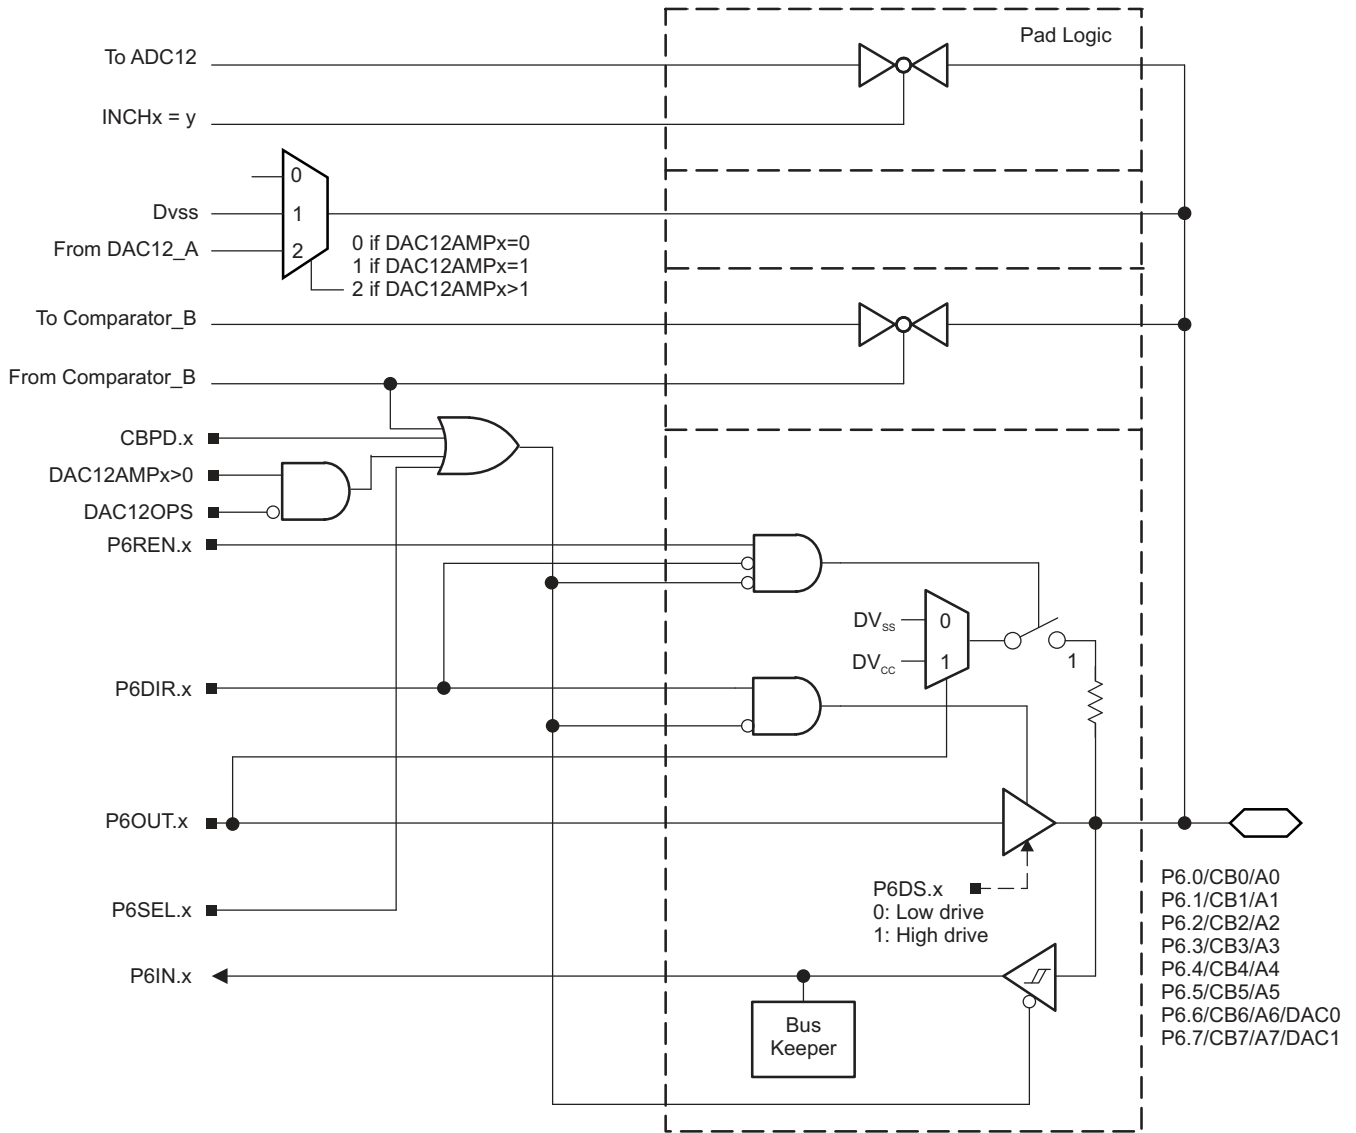 Pad Logic
To ADC12
INCHx = y
0
Dvss
1
From DAC12_A
2
0 if DAC12AMPx=0
1 if DAC12AMPx=1
2 if DAC12AMPx>1
To Comparator_B
From Comparator_B
CBPD.x
DAC12AMPx>0
DAC12OPS
P6REN.x
DVSS
0
DVCC
1
1
P6DIR.x
P6OUT.x
P6DS.x
0: Low drive
1: High drive
P6SEL.x
P6IN.x
Bus
Keeper
P6.0/CB0/A0
P6.1/CB1/A1
P6.2/CB2/A2
P6.3/CB3/A3
P6.4/CB4/A4
P6.5/CB5/A5
P6.6/CB6/A6/DAC0
P6.7/CB7/A7/DAC1